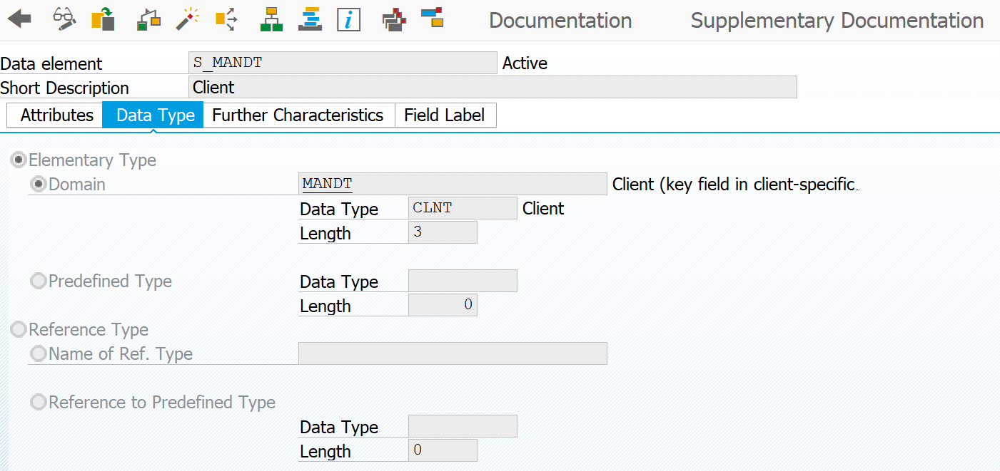 Documentation Supplementary Documentation
Data element S_MANDT Active
Short Description Client
Attributes Data Type Further Characteristics Field Label
Elementary Type
Domain MANDT Client (key field in client-specific…
Data Type CLNT Client
Length 3
Predefined Type Data Type
Length 0
Reference Type
Name of Ref. Type
Reference to Predefined Type
Data Type
Length 0